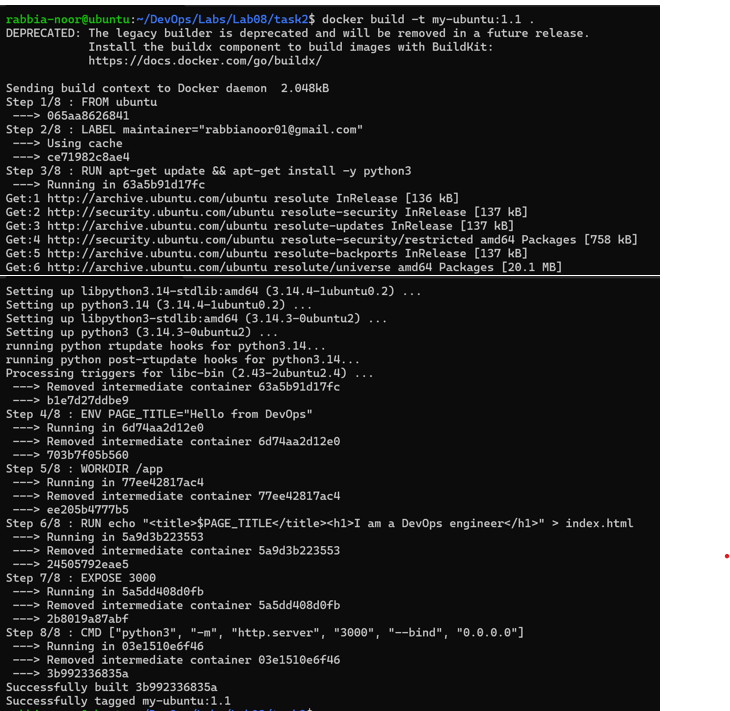 rabbia-noor@ubuntu:~/DevOps/Labs/Lab08/task2$ docker build -t my-ubuntu:1.1 .
DEPRECATED: The legacy builder is deprecated and will be removed in a future release.
            Install the buildx component to build images with BuildKit:
            https://docs.docker.com/go/buildx/

Sending build context to Docker daemon  2.048kB
Step 1/8 : FROM ubuntu
 ---> 065aa8626841
Step 2/8 : LABEL maintainer="rabbianoor01@gmail.com"
 ---> Using cache
 ---> ce71982c8ae4
Step 3/8 : RUN apt-get update && apt-get install -y python3
 ---> Running in 63a5b91d17fc
Get:1 http://archive.ubuntu.com/ubuntu resolute InRelease [136 kB]
Get:2 http://security.ubuntu.com/ubuntu resolute-security InRelease [137 kB]
Get:3 http://archive.ubuntu.com/ubuntu resolute-updates InRelease [137 kB]
Get:4 http://security.ubuntu.com/ubuntu resolute-security/restricted amd64 Packages [758 kB]
Get:5 http://archive.ubuntu.com/ubuntu resolute-backports InRelease [137 kB]
Get:6 http://archive.ubuntu.com/ubuntu resolute/universe amd64 Packages [20.1 MB]
Setting up libpython3.14-stdlib:amd64 (3.14.4-1ubuntu0.2) ...
Setting up python3.14 (3.14.4-1ubuntu0.2) ...
Setting up libpython3-stdlib:amd64 (3.14.3-0ubuntu2) ...
Setting up python3 (3.14.3-0ubuntu2) ...
running python rtupdate hooks for python3.14...
running python post-rtupdate hooks for python3.14...
Processing triggers for libc-bin (2.43-2ubuntu2.4) ...
 ---> Removed intermediate container 63a5b91d17fc
 ---> b1e7d27ddbe9
Step 4/8 : ENV PAGE_TITLE="Hello from DevOps"
 ---> Running in 6d74aa2d12e0
 ---> Removed intermediate container 6d74aa2d12e0
 ---> 703b7f05b560
Step 5/8 : WORKDIR /app
 ---> Running in 77ee42817ac4
 ---> Removed intermediate container 77ee42817ac4
 ---> ee205b4777b5
Step 6/8 : RUN echo "<title>$PAGE_TITLE</title><h1>I am a DevOps engineer</h1>" > index.html
 ---> Running in 5a9d3b223553
 ---> Removed intermediate container 5a9d3b223553
 ---> 24505792eae5
Step 7/8 : EXPOSE 3000
 ---> Running in 5a5dd408d0fb
 ---> Removed intermediate container 5a5dd408d0fb
 ---> 2b8019a87abf
Step 8/8 : CMD ["python3", "-m", "http.server", "3000", "--bind", "0.0.0.0"]
 ---> Running in 03e1510e6f46
 ---> Removed intermediate container 03e1510e6f46
 ---> 3b992336835a
Successfully built 3b992336835a
Successfully tagged my-ubuntu:1.1